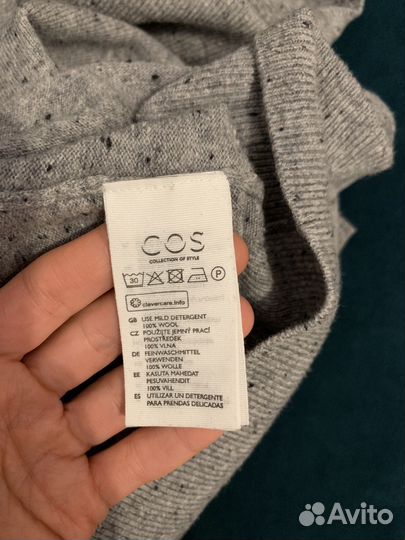 COS
COLLECTION OF STYLE
30 P
clevercare.info
GB USE MILD DETERGENT
100% WOOL
CZ POUŽIJTE JEMNÝ PRACÍ
PROSTŘEDEK
100% VLNA
DE FEINWASCHMITTEL
VERWENDEN
100% WOLLE
EE KASUTA MAHEDAT
PESUVAHENDIT
100% VILL
ES UTILIZAR UN DETERGENTE
PARA PRENDAS DELICADAS
Avito